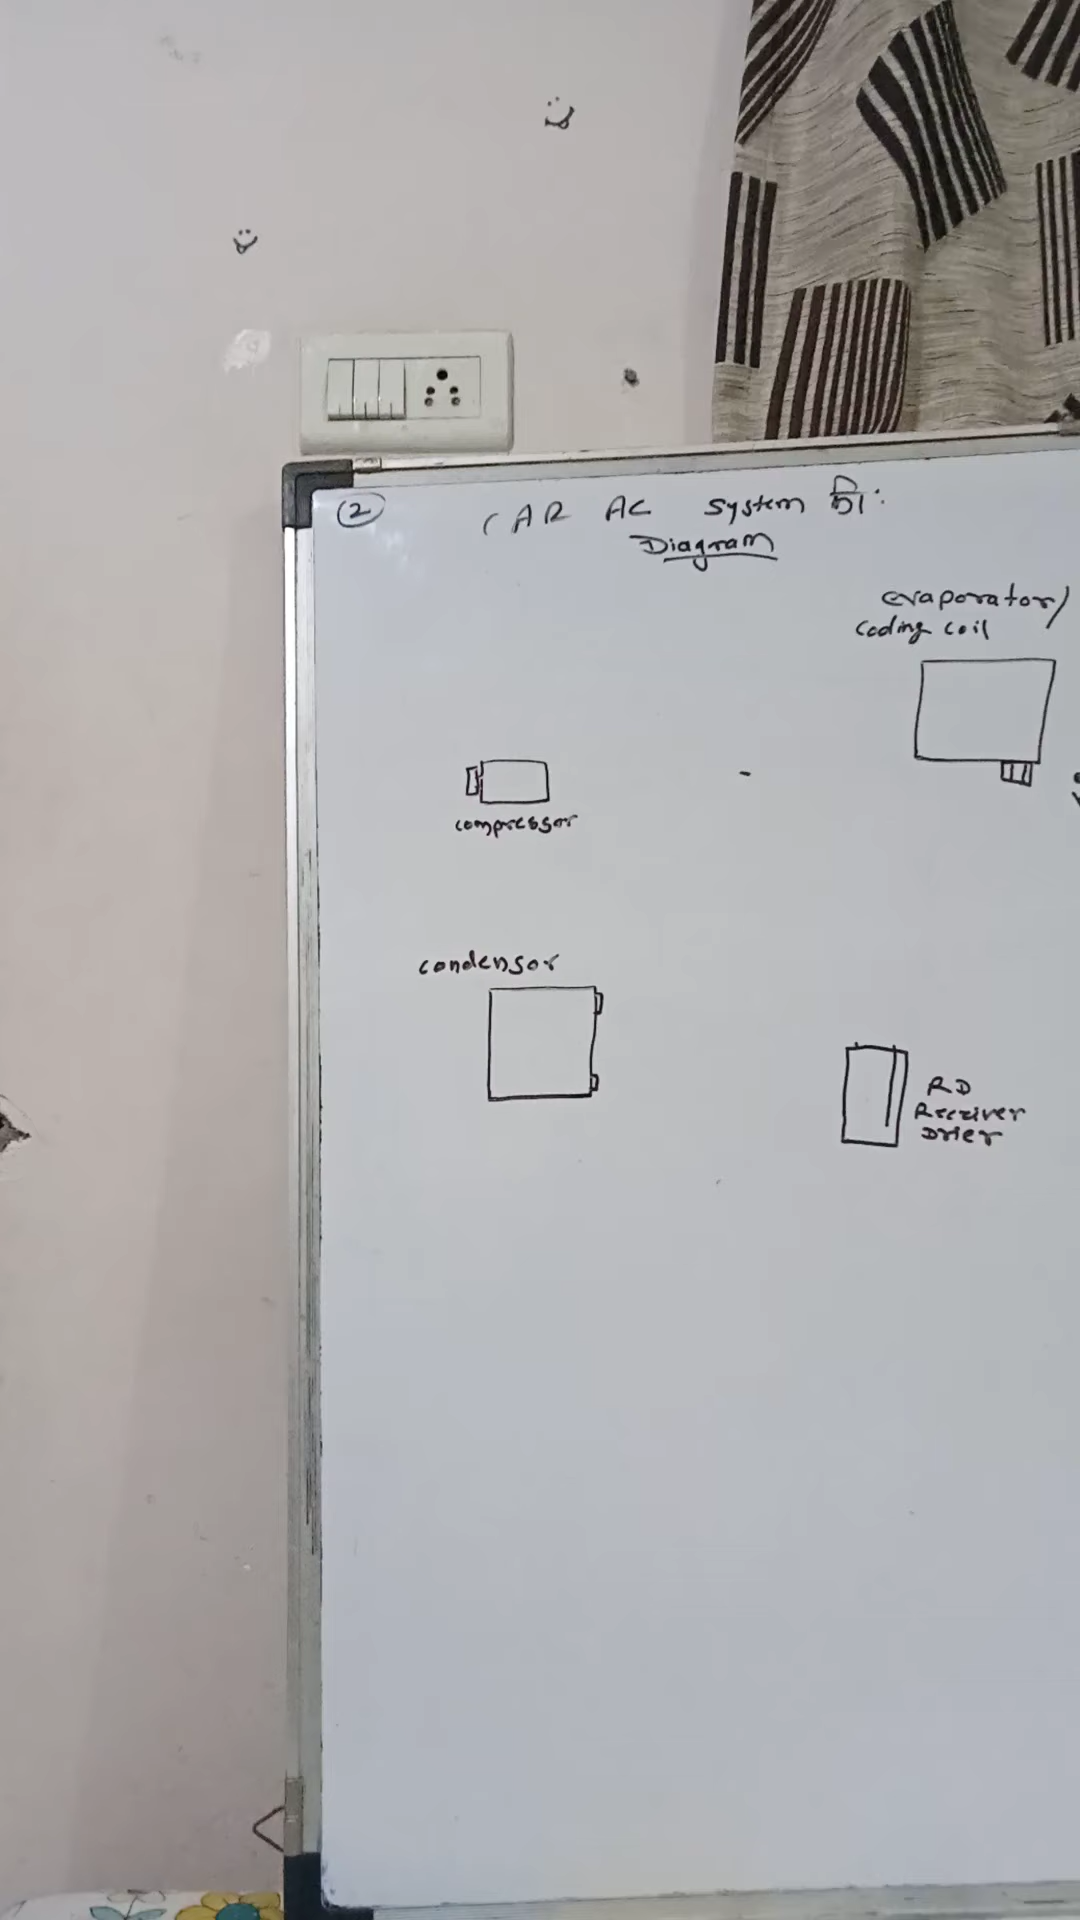 2
CAR AC System का:
Diagram
evaporator/
cooling coil
compressor
condensor
RD
Receiver
Drier